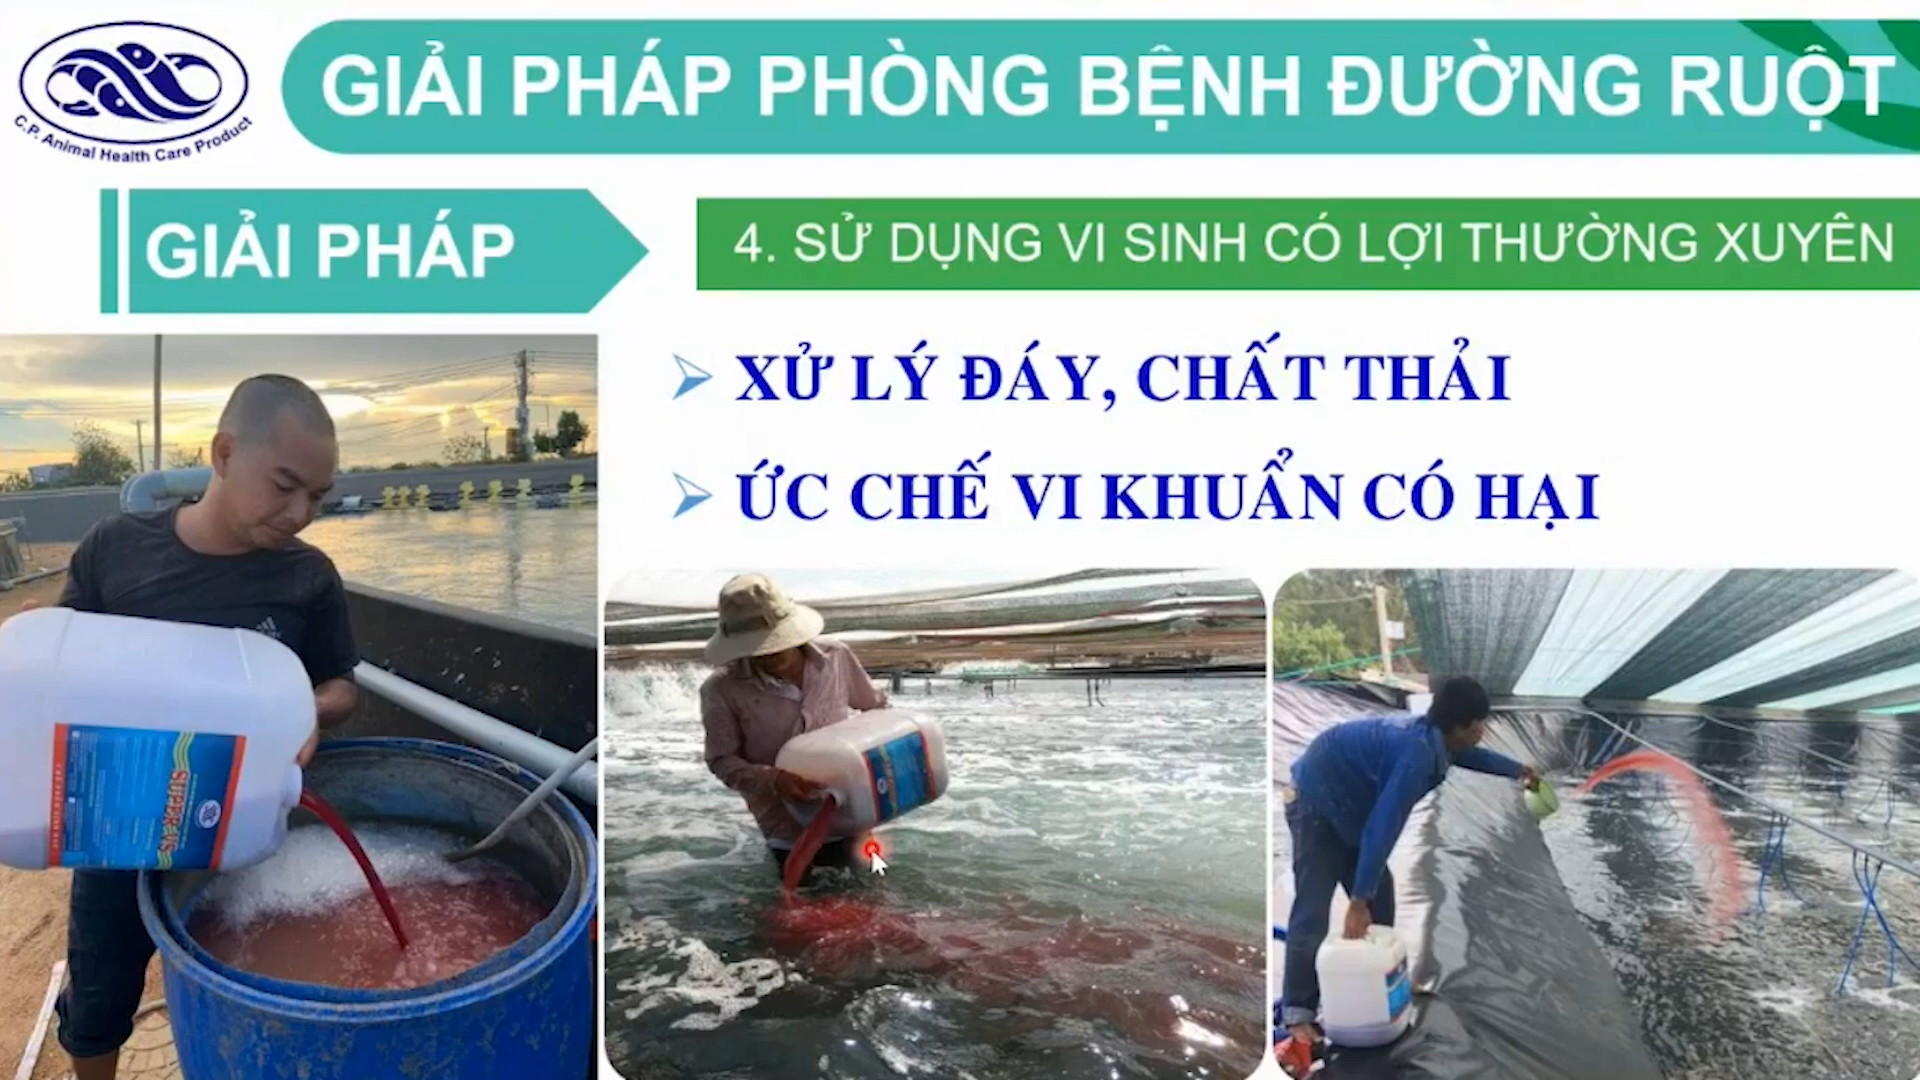 C.P. Animal Health Care Product
GIẢI PHÁP PHÒNG BỆNH ĐƯỜNG RUỘT
GIẢI PHÁP
4. SỬ DỤNG VI SINH CÓ LỢI THƯỜNG XUYÊN
XỬ LÝ ĐÁY, CHẤT THẢI
ỨC CHẾ VI KHUẨN CÓ HẠI